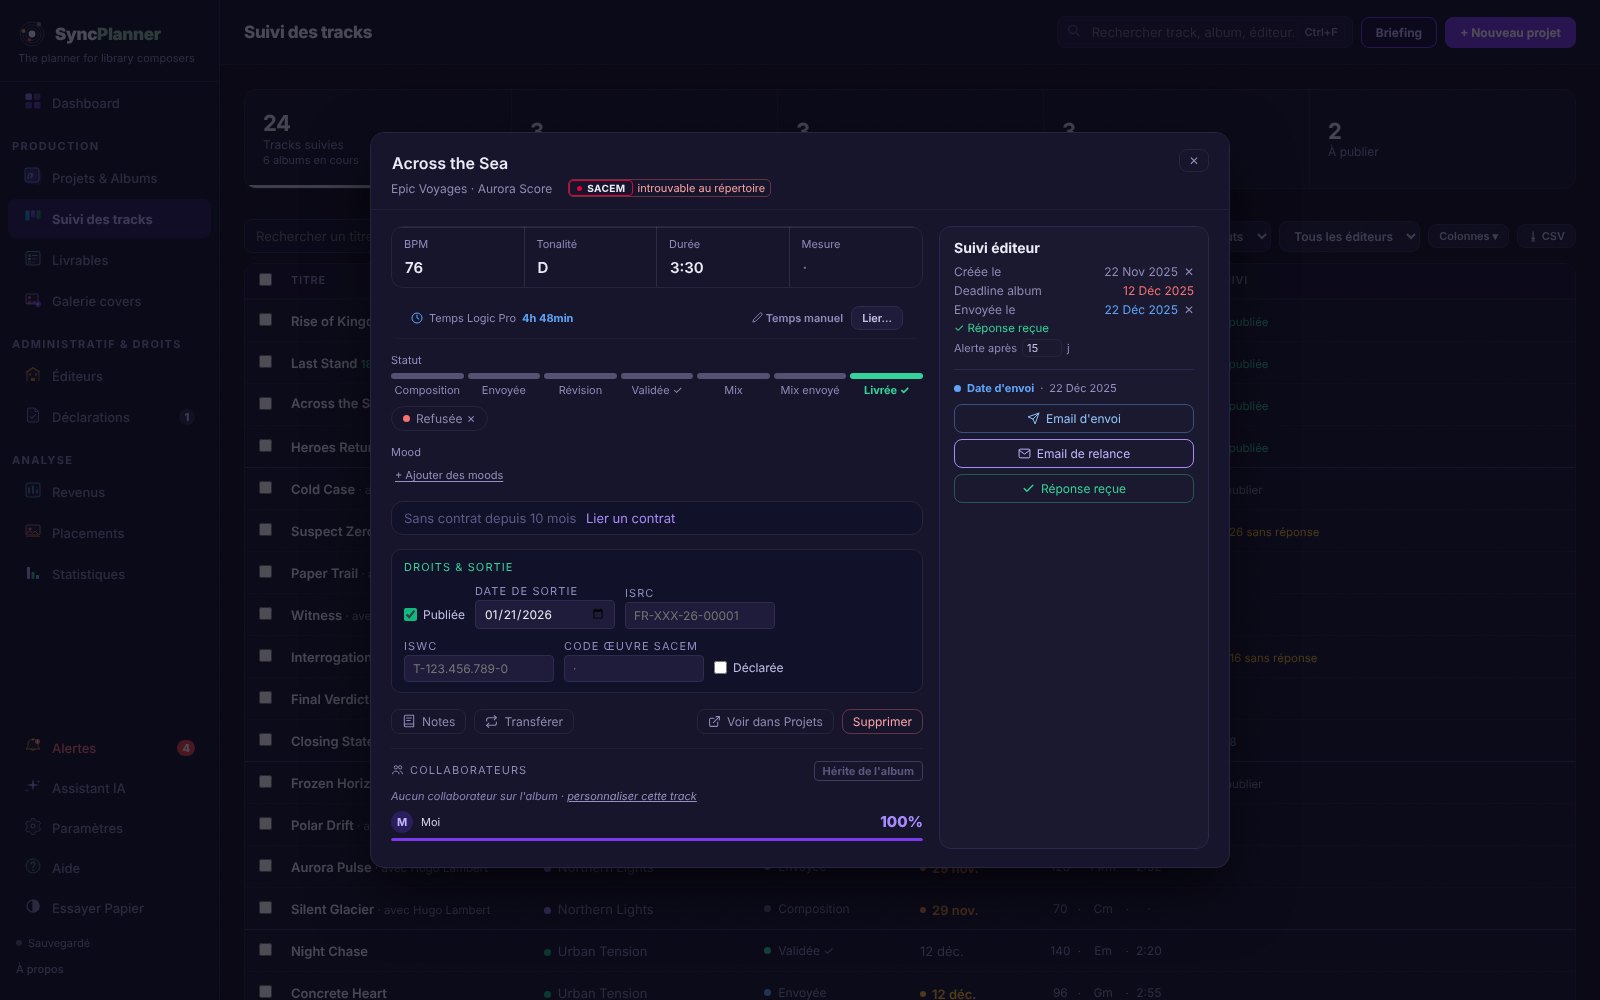 SyncPlanner
The planner for library composers
Dashboard
PRODUCTION
Projets & Albums
Suivi des tracks
Livrables
Galerie covers
ADMINISTRATIF & DROITS
Éditeurs
Déclarations
1
ANALYSE
Revenus
Placements
Statistiques
Alertes
4
Assistant IA
Paramètres
Aide
Essayer Papier
Sauvegardé
À propos
Suivi des tracks
Rechercher track, album, éditeur.
Ctrl+F
Briefing
+ Nouveau projet
24
Tracks suivies
6 albums en cours
2
À publier
Rechercher un titre
Tous les éditeurs
Colonnes ▾
CSV
TITRE
Rise of King
Last Stand
Across the S
Heroes Retu
Cold Case
Suspect Zero
26 sans réponse
Paper Trail
Witness
Interrogation
16 sans réponse
Final Verdict
Closing State
Frozen Horiz
Polar Drift
Aurora Pulse · avec Hugo Lambert Northern Lights Envoyée 29 nov.
Silent Glacier · avec Hugo Lambert Northern Lights Composition 29 nov. 70 · Cm · ·
Night Chase Urban Tension Validée ✓ 12 déc. 140 · Em · 2:20
Concrete Heart Urban Tension Envoyée 12 déc. 96 · Gm · 2:55
Across the Sea
×
Epic Voyages · Aurora Score
SACEM introuvable au répertoire
BPM
76
Tonalité
D
Durée
3:30
Mesure
·
Temps Logic Pro 4h 48min
Temps manuel
Lier...
Statut
Composition
Envoyée
Révision
Validée ✓
Mix
Mix envoyé
Livrée ✓
Refusée ×
Mood
+ Ajouter des moods
Sans contrat depuis 10 mois Lier un contrat
DROITS & SORTIE
Publiée
DATE DE SORTIE
01/21/2026
ISRC
FR-XXX-26-00001
ISWC
T-123.456.789-0
CODE ŒUVRE SACEM
·
Déclarée
Notes
Transférer
Voir dans Projets
Supprimer
COLLABORATEURS
Hérite de l'album
Aucun collaborateur sur l'album · personnaliser cette track
M
Moi
100%
Suivi éditeur
Créée le 22 Nov 2025 ×
Deadline album 12 Déc 2025
Envoyée le 22 Déc 2025 ×
✓ Réponse reçue
Alerte après 15 j
Date d'envoi · 22 Déc 2025
Email d'envoi
Email de relance
✓ Réponse reçue